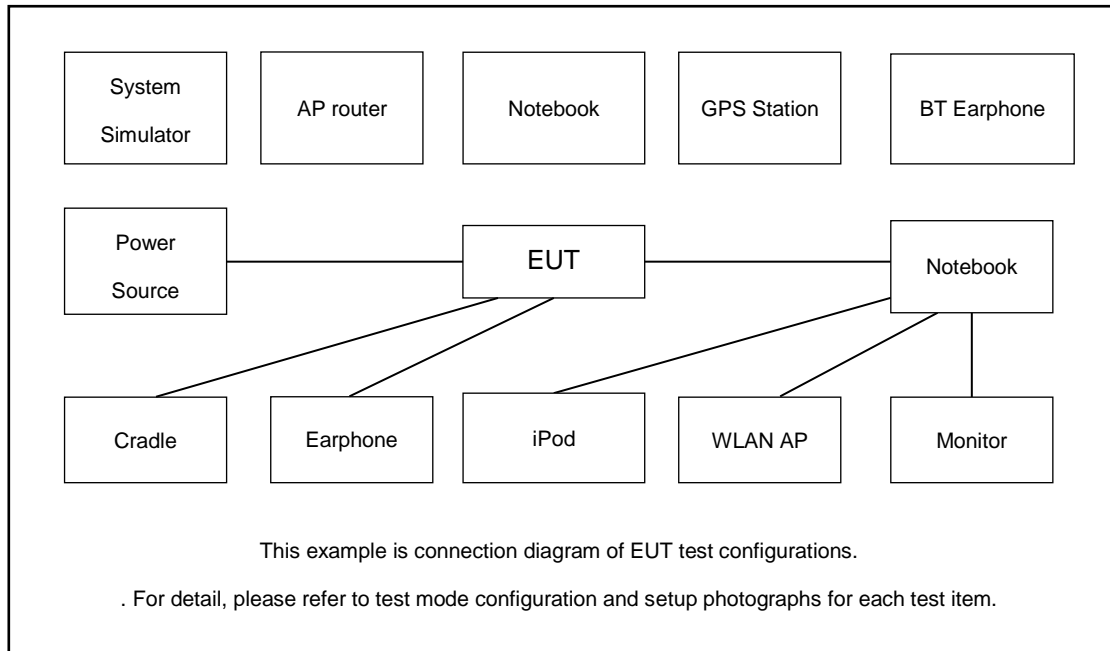 System
Simulator
AP router
Notebook
GPS Station
BT Earphone
Power
Source
EUT
Notebook
Cradle
Earphone
iPod
WLAN AP
Monitor
This example is connection diagram of EUT test configurations.
. For detail, please refer to test mode configuration and setup photographs for each test item.